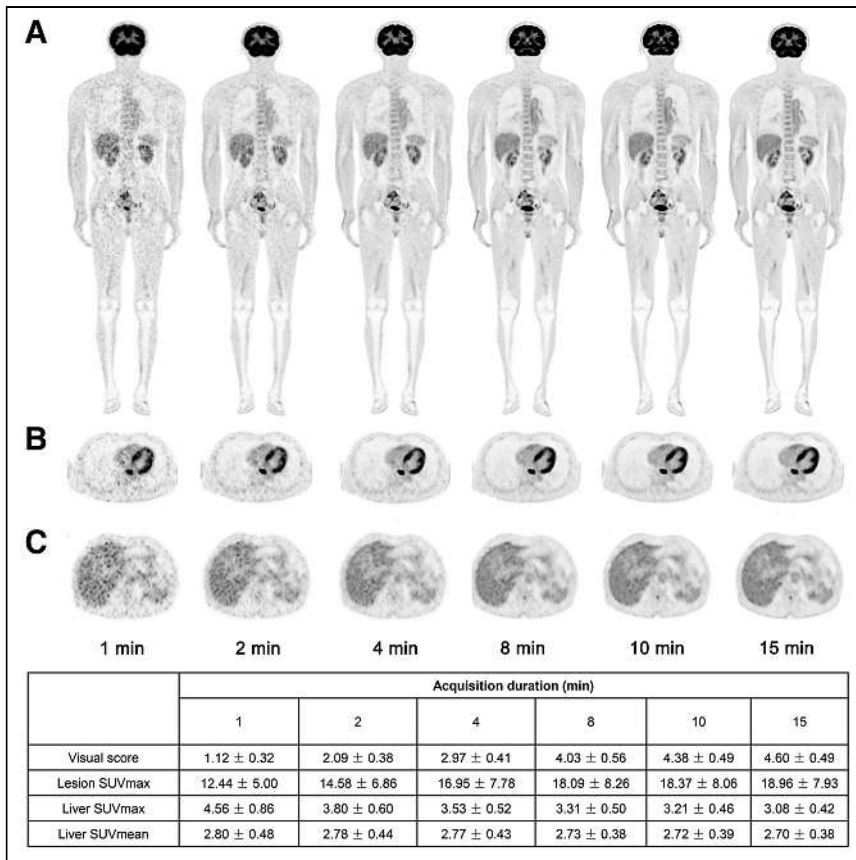 A
B
C
1 min 2 min 4 min 8 min 10 min 15 min
Acquisition duration (min)
1 2 4 8 10 15
Visual score 1.12 ± 0.32 2.09 ± 0.38 2.97 ± 0.41 4.03 ± 0.56 4.38 ± 0.49 4.60 ± 0.49
Lesion SUVmax 12.44 ± 5.00 14.58 ± 6.86 16.95 ± 7.78 18.09 ± 8.26 18.37 ± 8.06 18.96 ± 7.93
Liver SUVmax 4.56 ± 0.86 3.80 ± 0.60 3.53 ± 0.52 3.31 ± 0.50 3.21 ± 0.46 3.08 ± 0.42
Liver SUVmean 2.80 ± 0.48 2.78 ± 0.44 2.77 ± 0.43 2.73 ± 0.38 2.72 ± 0.39 2.70 ± 0.38